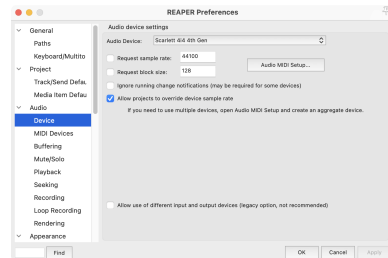 REAPER Preferences
General
Paths
Keyboard/Multito
Project
Track/Send Defau
Media Item Defau
Audio
Device
MIDI Devices
Buffering
Mute/Solo
Playback
Seeking
Recording
Loop Recording
Rendering
Appearance
Find
Audio device settings
Audio Device: Scarlett 4i4 4th Gen
Request sample rate: 44100
Request block size: 128
Audio MIDI Setup...
Ignore running change notifications (may be required for some devices)
Allow projects to override device sample rate
If you need to use multiple devices, open Audio MIDI Setup and create an aggregate device.
Allow use of different input and output devices (legacy option, not recommended)
OK Cancel Apply